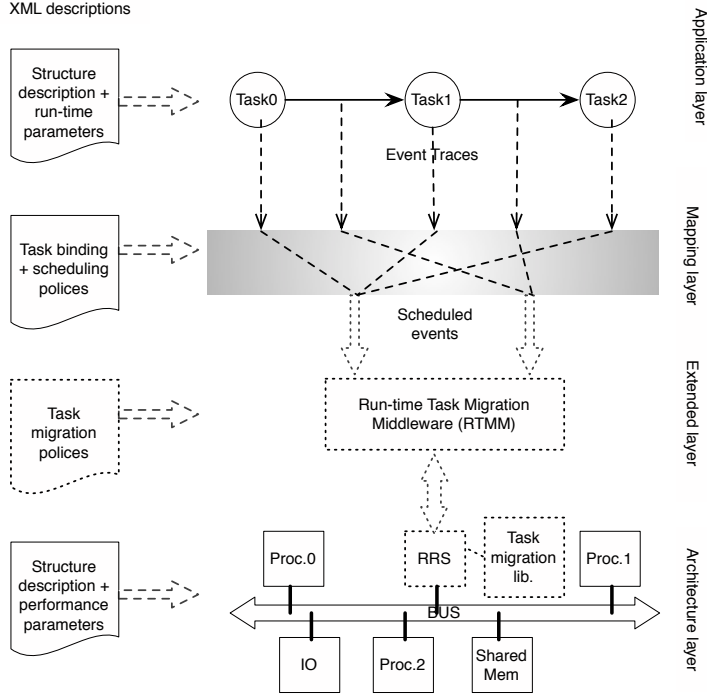 XML descriptions
Application layer
Structure
description +
run-time
parameters
Task0
Task1
Task2
Event Traces
Mapping layer
Task binding
+ scheduling
polices
Scheduled
events
Extended layer
Task
migration
polices
Run-time Task Migration
Middleware (RTMM)
Architecture layer
Structure
description +
performance
parameters
Proc.0
RRS
Task
migration
lib.
Proc.1
BUS
IO
Proc.2
Shared
Mem